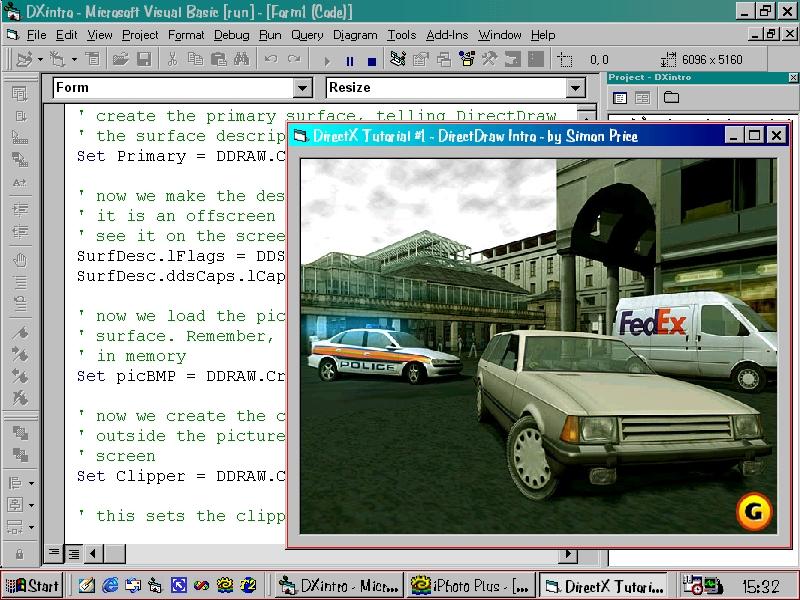 DXintro - Microsoft Visual Basic [run] - [Form1 (Code)]
File Edit View Project Format Debug Run Query Diagram Tools Add-Ins Window Help
0, 0 6096 x 5160
Form Resize Project - DXintro
' create the primary surface, telling DirectDraw
' the surface descrip
Set Primary = DDRAW.C
' now we make the des
' it is an offscreen
' see it on the scree
SurfDesc.lFlags = DDS
SurfDesc.ddsCaps.lCap
' now we load the pic
' surface. Remember,
' in memory
Set picBMP = DDRAW.Cr
' now we create the c
' outside the picture
' screen
Set Clipper = DDRAW.C
' this sets the clipp
DirectX Tutorial #1 - DirectDraw Intro - by Simon Price
FedEx
POLICE
G
Start DXintro - Micr... iPhoto Plus - [... DirectX Tutori... 15:32